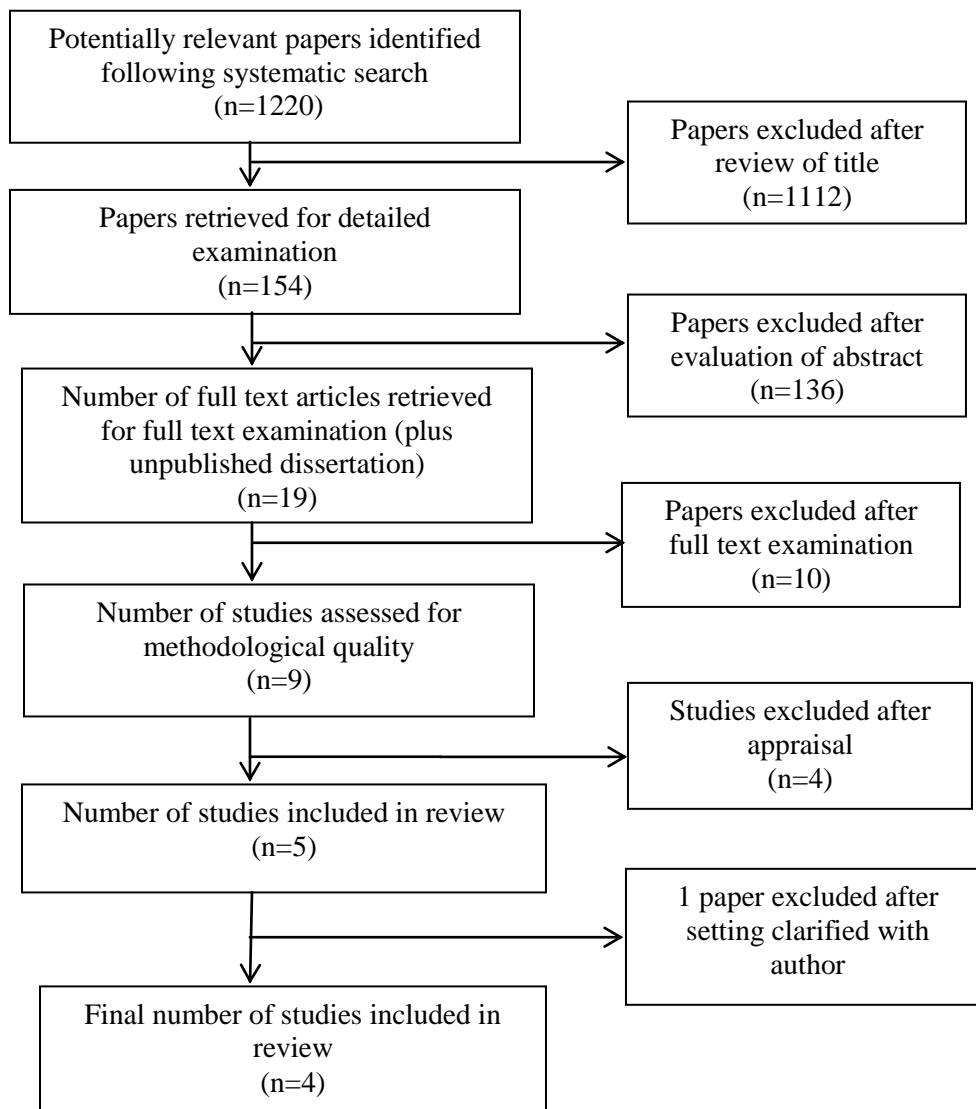 Potentially relevant papers identified
following systematic search
(n=1220)
Papers excluded after
review of title
(n=1112)
Papers retrieved for detailed
examination
(n=154)
Papers excluded after
evaluation of abstract
(n=136)
Number of full text articles retrieved
for full text examination (plus
unpublished dissertation)
(n=19)
Papers excluded after
full text examination
(n=10)
Number of studies assessed for
methodological quality
(n=9)
Studies excluded after
appraisal
(n=4)
Number of studies included in review
(n=5)
1 paper excluded after
setting clarified with
author
Final number of studies included in
review
(n=4)